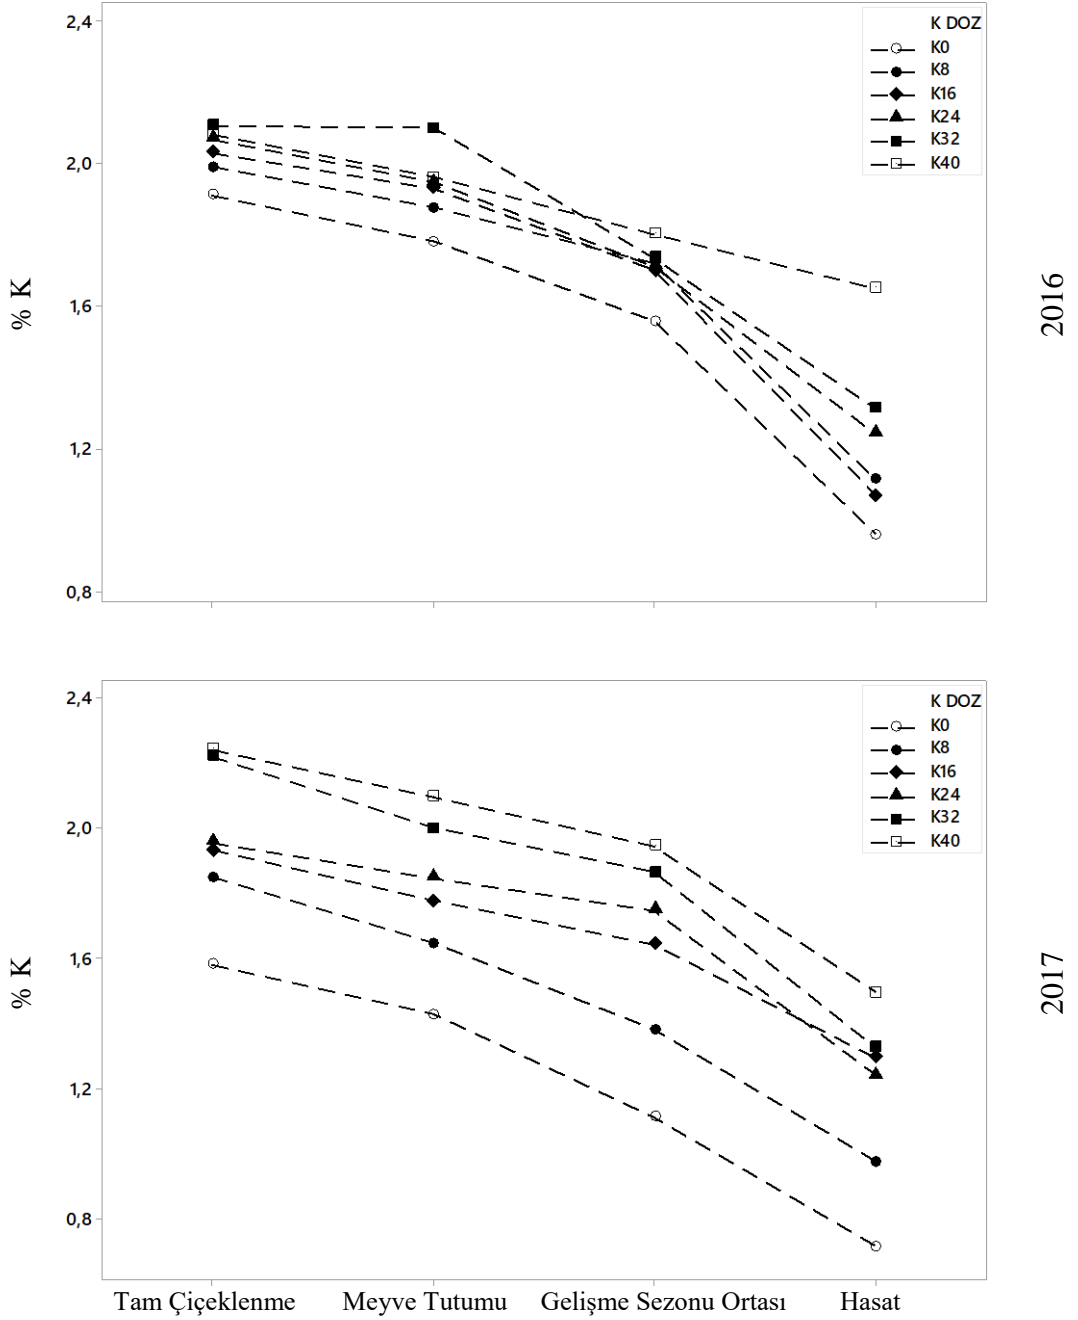 2,4
2,0
1,6
1,2
0,8
% K
K DOZ
K0
K8
K16
K24
K32
K40
2016
2,4
2,0
1,6
1,2
0,8
% K
K DOZ
K0
K8
K16
K24
K32
K40
2017
Tam Çiçeklenme Meyve Tutumu Gelişme Sezonu Ortası Hasat